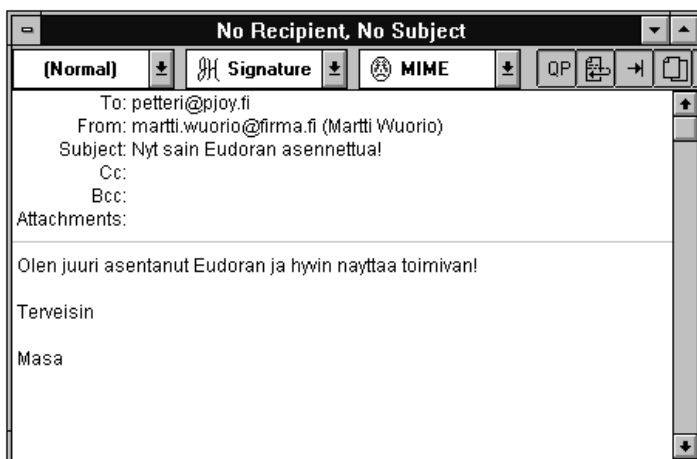 No Recipient, No Subject
(Normal) Signature MIME QP
To: petteri@pjoy.fi
From: martti.wuorio@firma.fi (Martti Wuorio)
Subject: Nyt sain Eudoran asennettua!
Cc:
Bcc:
Attachments:
Olen juuri asentanut Eudoran ja hyvin nayttaa toimivan!
Terveisin
Masa